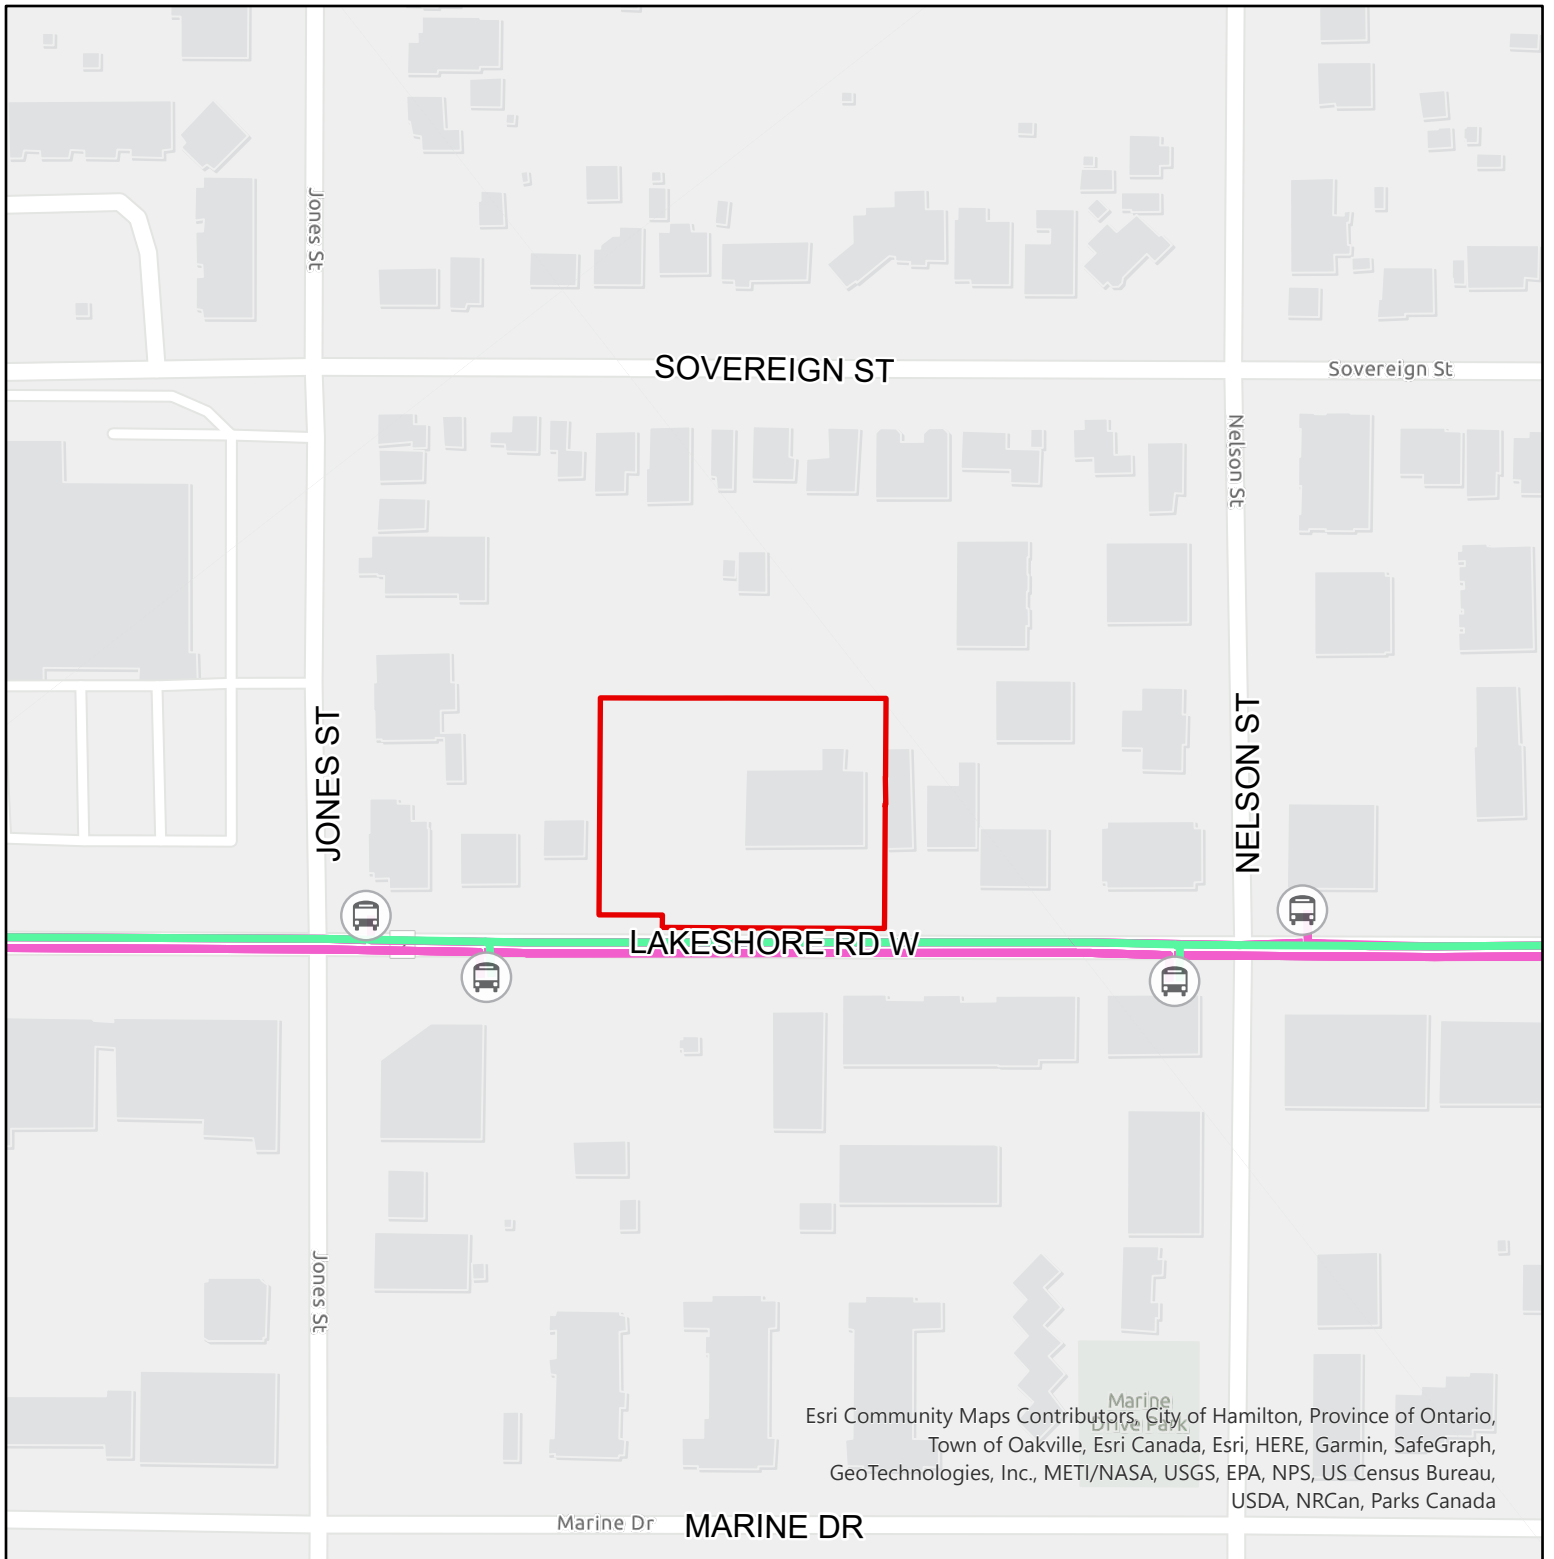 Jones St
SOVEREIGN ST
Sovereign St
Nelson St
JONES ST
NELSON ST
LAKESHORE RD W
Jones St
Marine
Drive Park
Esri Community Maps Contributors, City of Hamilton, Province of Ontario,
Town of Oakville, Esri Canada, Esri, HERE, Garmin, SafeGraph,
GeoTechnologies, Inc., METI/NASA, USGS, EPA, NPS, US Census Bureau,
USDA, NRCan, Parks Canada
Marine Dr
MARINE DR